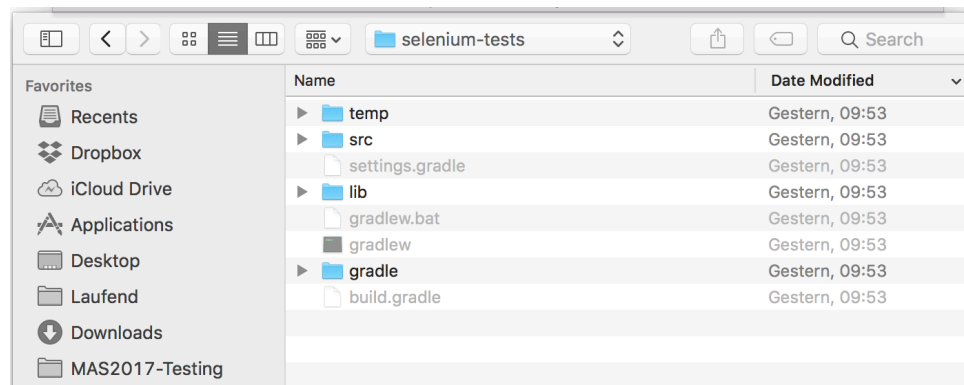 selenium-tests
Search
Favorites
Recents
Dropbox
iCloud Drive
Applications
Desktop
Laufend
Downloads
MAS2017-Testing
Name Date Modified
temp Gestern, 09:53
src Gestern, 09:53
settings.gradle Gestern, 09:53
lib Gestern, 09:53
gradlew.bat Gestern, 09:53
gradlew Gestern, 09:53
gradle Gestern, 09:53
build.gradle Gestern, 09:53